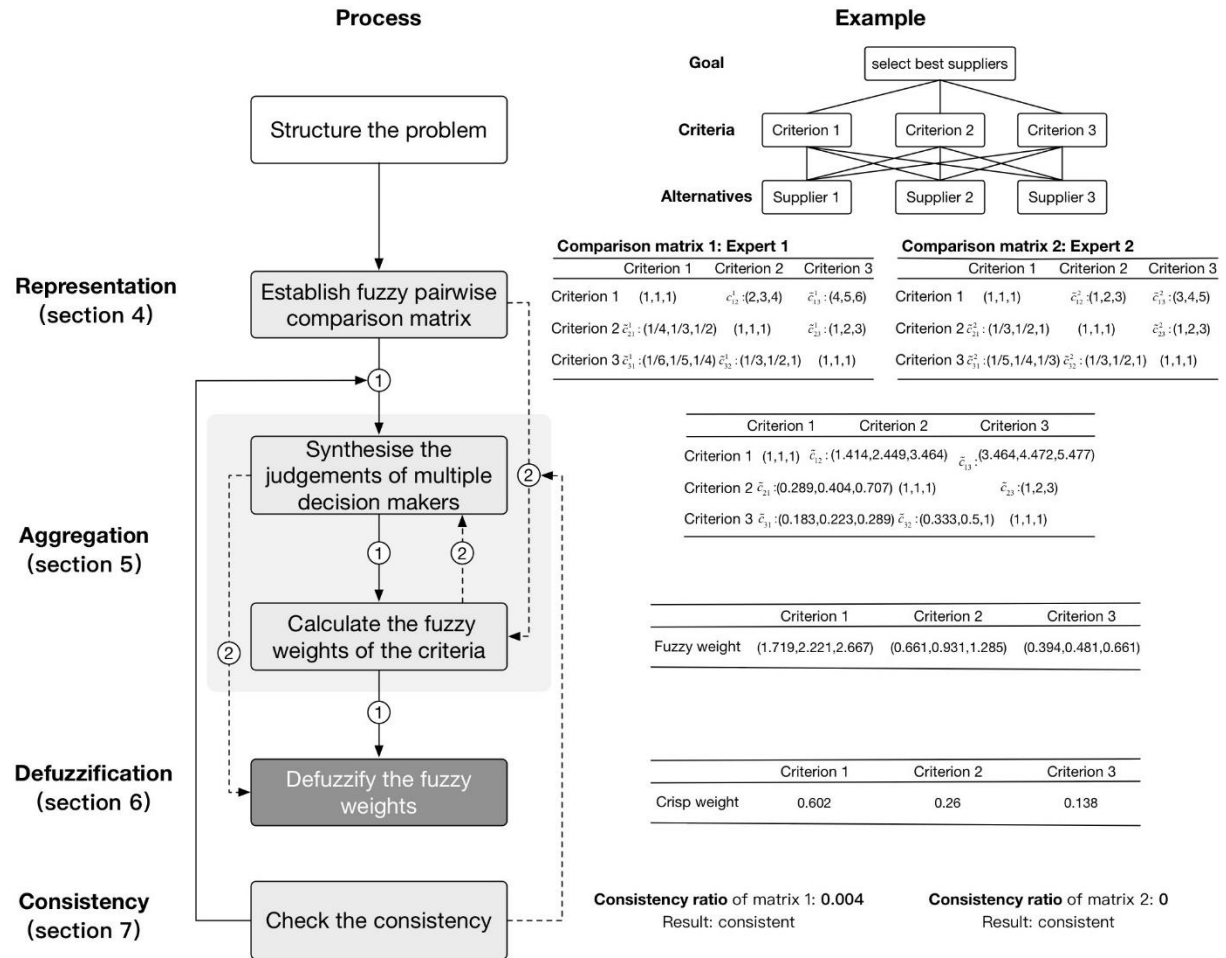 Process
Example
Goal
select best suppliers
Criteria
Criterion 1 Criterion 2 Criterion 3
Alternatives
Supplier 1 Supplier 2 Supplier 3
Structure the problem
Representation
(section 4)
Establish fuzzy pairwise
comparison matrix
Comparison matrix 1: Expert 1
Criterion 1 Criterion 2 Criterion 3
Criterion 1 (1,1,1) c¹₁₂:(2,3,4) c̃¹₁₃:(4,5,6)
Criterion 2 c̃¹₂₁:(1/4,1/3,1/2) (1,1,1) c̃¹₂₃:(1,2,3)
Criterion 3 c̃¹₃₁:(1/6,1/5,1/4) c̃¹₃₂:(1/3,1/2,1) (1,1,1)
Comparison matrix 2: Expert 2
Criterion 1 Criterion 2 Criterion 3
Criterion 1 (1,1,1) c̃²₁₂:(1,2,3) c̃²₁₃:(3,4,5)
Criterion 2 c̃²₂₁:(1/3,1/2,1) (1,1,1) c̃²₂₃:(1,2,3)
Criterion 3 c̃²₃₁:(1/5,1/4,1/3) c̃²₃₂:(1/3,1/2,1) (1,1,1)
1
Aggregation
(section 5)
Synthesise the
judgements of multiple
decision makers
2
1
2
2
Calculate the fuzzy
weights of the criteria
1
Criterion 1 Criterion 2 Criterion 3
Criterion 1 (1,1,1) c̃₁₂:(1.414,2.449,3.464) c̃₁₃:(3.464,4.472,5.477)
Criterion 2 c̃₂₁:(0.289,0.404,0.707) (1,1,1) c̃₂₃:(1,2,3)
Criterion 3 c̃₃₁:(0.183,0.223,0.289) c̃₃₂:(0.333,0.5,1) (1,1,1)
Criterion 1 Criterion 2 Criterion 3
Fuzzy weight (1.719,2.221,2.667) (0.661,0.931,1.285) (0.394,0.481,0.661)
Defuzzification
(section 6)
Defuzzify the fuzzy
weights
Criterion 1 Criterion 2 Criterion 3
Crisp weight 0.602 0.26 0.138
Consistency
(section 7)
Check the consistency
Consistency ratio of matrix 1: 0.004
Result: consistent
Consistency ratio of matrix 2: 0
Result: consistent